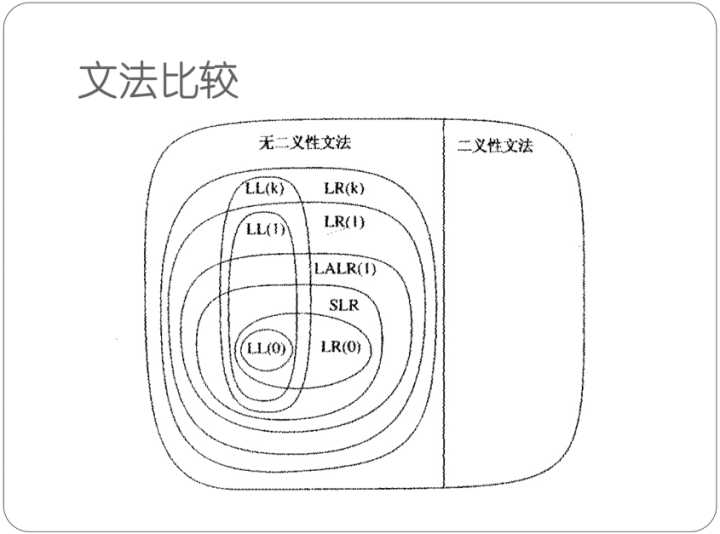 文法比较
无二义性文法
二义性文法
LL(k)
LR(k)
LL(1)
LR(1)
LALR(1)
SLR
LL(0)
LR(0)